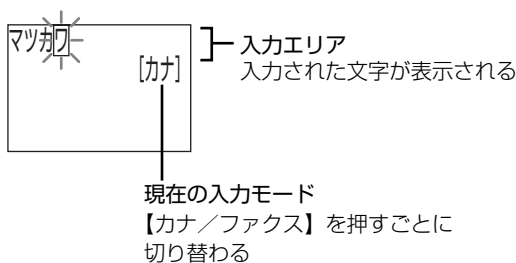 マツカワ
[カナ]
入力エリア
入力された文字が表示される
現在の入力モード
【カナ／ファクス】を押すごとに
切り替わる